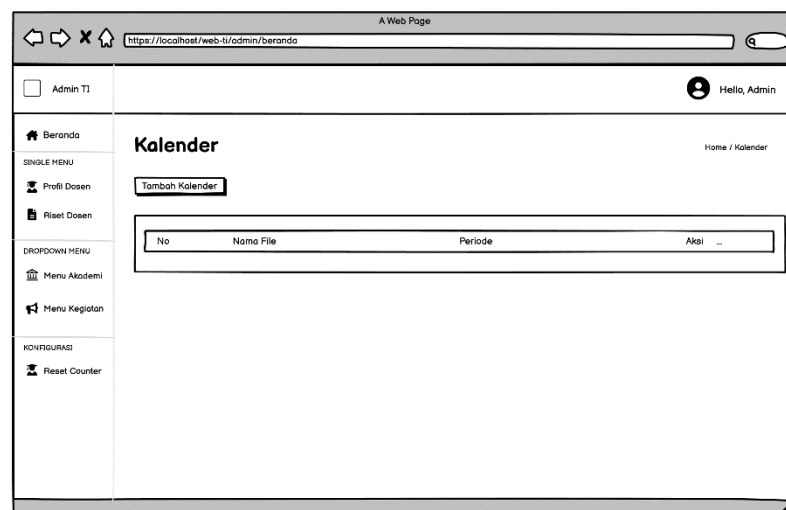 A Web Page
https://localhost/web-ti/admin/beranda
Admin TI
Hello, Admin
Beranda
SINGLE MENU
Profil Dosen
Riset Dosen
DROPDOWN MENU
Menu Akademi
Menu Kegiatan
KONFIGURASI
Reset Counter
Kalender
Home / Kalender
Tambah Kalender
No Nama File Periode Aksi ...